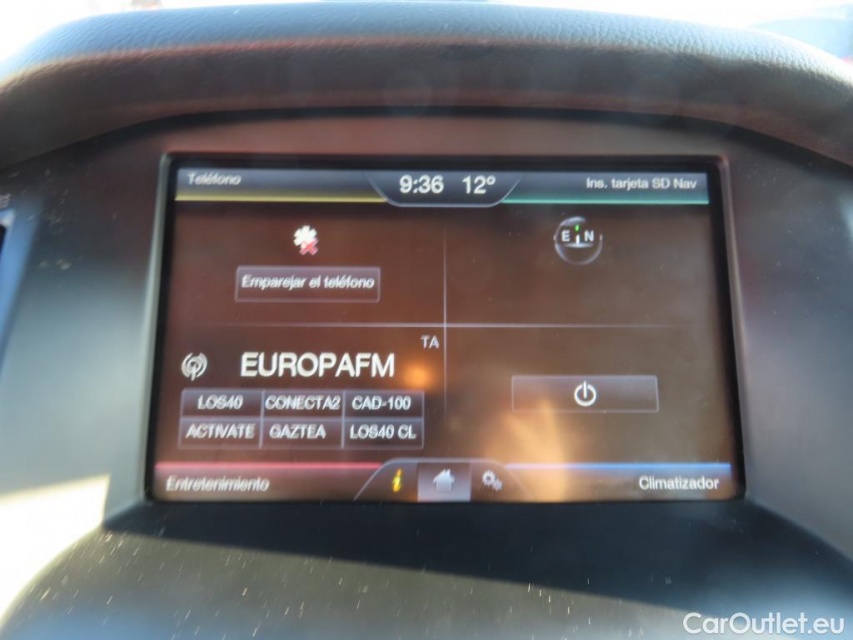 Teléfono
9:36 12º
Ins. tarjeta SD Nav
E N
Emparejar el teléfono
TA
EUROPAFM
LOS40 CONECTA2 CAD-100
ACTIVATE GAZTEA LOS40 CL
Entretenimiento
i
Climatizador
CarOutlet.eu